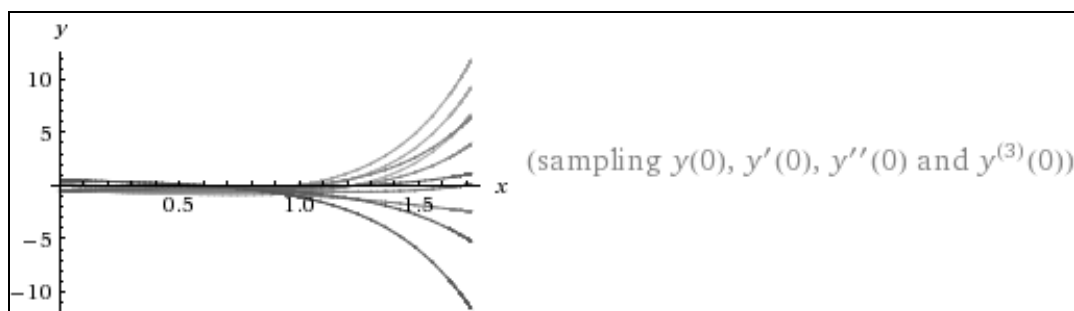 y
10
5
(sampling y(0), y′(0), y′′(0) and y^(3)(0))
x
0.5 1.0 1.5
−5
−10